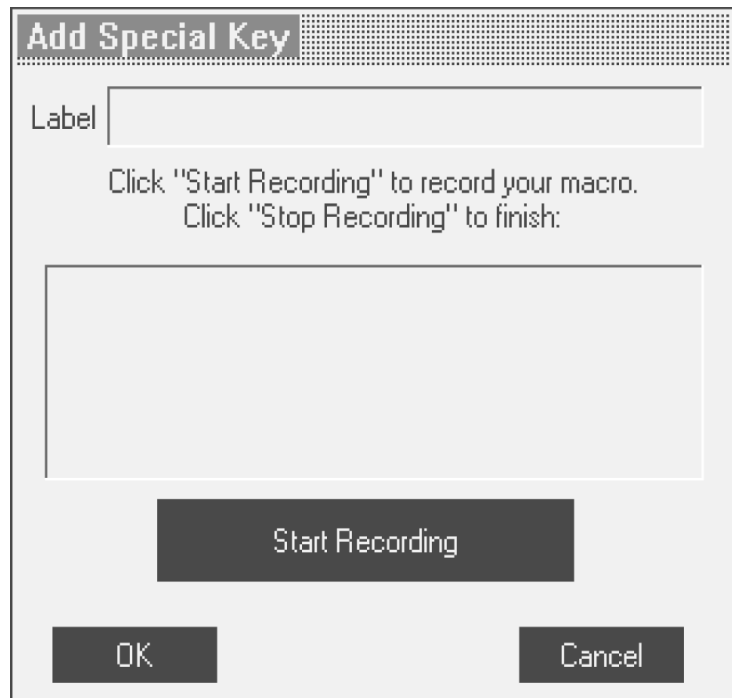 Add Special Key
Label
Click "Start Recording" to record your macro.
Click "Stop Recording" to finish:
Start Recording
OK
Cancel